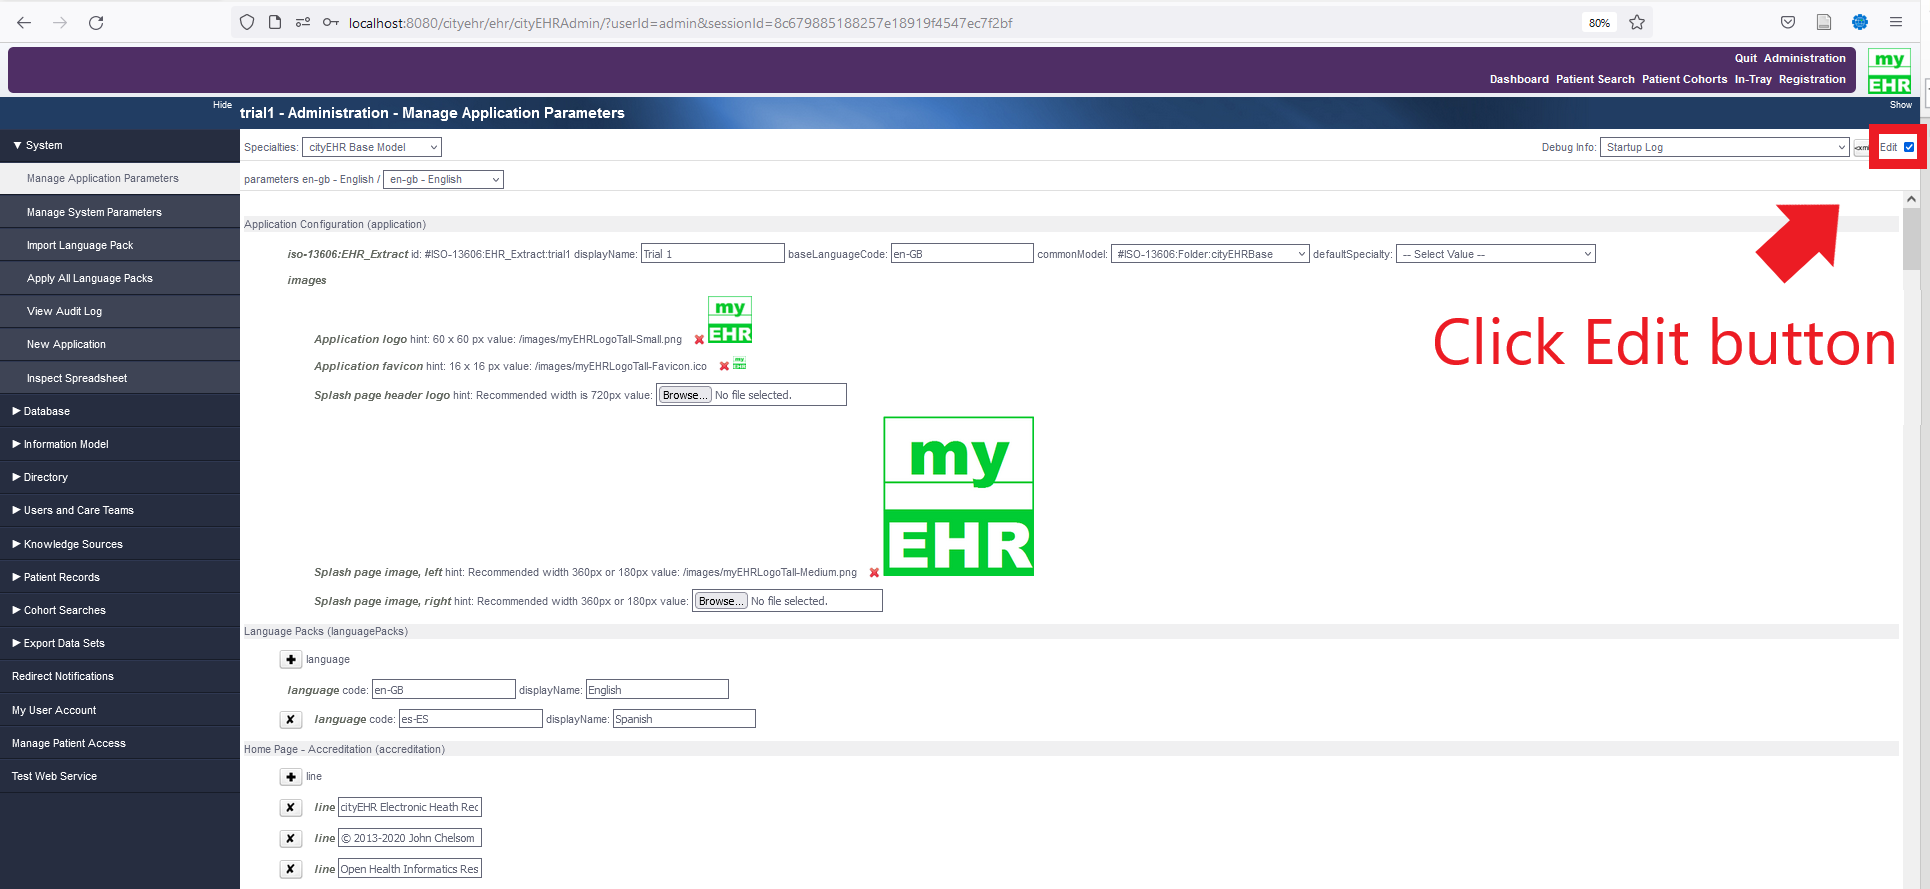 localhost:8080/cityehr/ehr/cityEHRAdmin/?userId=admin&sessionId=8c679885188257e18919f4547ec7f2bf
80%
Quit Administration
Dashboard Patient Search Patient Cohorts In-Tray Registration
my
EHR
Hide
trial1 - Administration - Manage Application Parameters
Show
▼ System
Specialties: cityEHR Base Model
Debug Info: Startup Log
Edit
Manage Application Parameters
parameters en-gb - English / en-gb - English
Manage System Parameters
Import Language Pack
Apply All Language Packs
View Audit Log
New Application
Inspect Spreadsheet
▶ Database
▶ Information Model
▶ Directory
▶ Users and Care Teams
▶ Knowledge Sources
▶ Patient Records
▶ Cohort Searches
▶ Export Data Sets
Redirect Notifications
My User Account
Manage Patient Access
Test Web Service
Application Configuration (application)
iso-13606:EHR_Extract id: #ISO-13606:EHR_Extract:trial1 displayName: Trial 1 baseLanguageCode: en-GB commonModel: #ISO-13606:Folder:cityEHRBase defaultSpecialty: -- Select Value --
images
my
EHR
Application logo hint: 60 x 60 px value: /images/myEHRLogoTall-Small.png
Application favicon hint: 16 x 16 px value: /images/myEHRLogoTall-Favicon.ico
my
EHR
Splash page header logo hint: Recommended width is 720px value: Browse... No file selected.
Click Edit button
my
EHR
Splash page image, left hint: Recommended width 360px or 180px value: /images/myEHRLogoTall-Medium.png
Splash page image, right hint: Recommended width 360px or 180px value: Browse... No file selected.
Language Packs (languagePacks)
language
language code: en-GB displayName: English
language code: es-ES displayName: Spanish
Home Page - Accreditation (accreditation)
line
line cityEHR Electronic Heath Rec
line © 2013-2020 John Chelsom
line Open Health Informatics Res